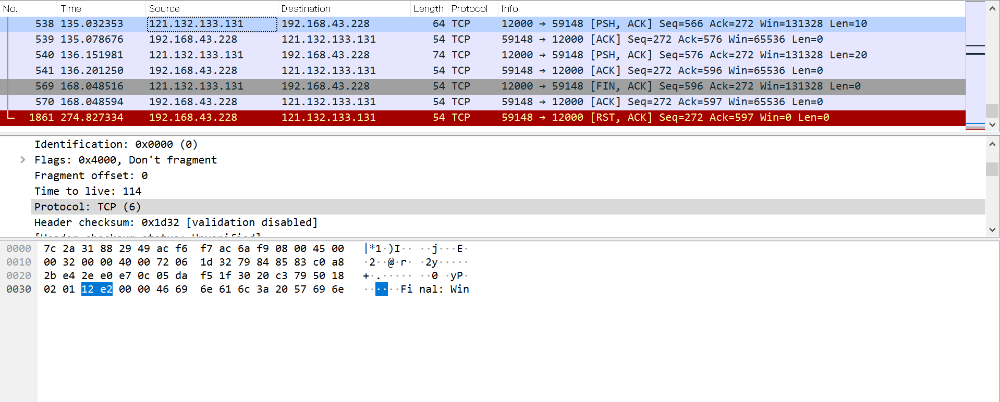 No. Time Source Destination Length Protocol Info
538 135.032353 121.132.133.131 192.168.43.228 64 TCP 12000 → 59148 [PSH, ACK] Seq=566 Ack=272 Win=131328 Len=10
539 135.078676 192.168.43.228 121.132.133.131 54 TCP 59148 → 12000 [ACK] Seq=272 Ack=576 Win=65536 Len=0
540 136.151981 121.132.133.131 192.168.43.228 74 TCP 12000 → 59148 [PSH, ACK] Seq=576 Ack=272 Win=131328 Len=20
541 136.201250 192.168.43.228 121.132.133.131 54 TCP 59148 → 12000 [ACK] Seq=272 Ack=596 Win=65536 Len=0
569 168.048516 121.132.133.131 192.168.43.228 54 TCP 12000 → 59148 [FIN, ACK] Seq=596 Ack=272 Win=131328 Len=0
570 168.048594 192.168.43.228 121.132.133.131 54 TCP 59148 → 12000 [ACK] Seq=272 Ack=597 Win=65536 Len=0
1861 274.827334 192.168.43.228 121.132.133.131 54 TCP 59148 → 12000 [RST, ACK] Seq=272 Ack=597 Win=0 Len=0
Identification: 0x0000 (0)
Flags: 0x4000, Don't fragment
Fragment offset: 0
Time to live: 114
Protocol: TCP (6)
Header checksum: 0x1d32 [validation disabled]
[Header checksum status: Unverified]
0000 7c 2a 31 88 29 49 ac f6 f7 ac 6a f9 08 00 45 00 |*1·)I·· ··j···E·
0010 00 32 00 00 40 00 72 06 1d 32 79 84 85 83 c0 a8 ·2··@·r· ·2y·····
0020 2b e4 2e e0 e7 0c 05 da f5 1f 30 20 c3 79 50 18 +·.····· ··0 ·yP·
0030 02 01 12 e2 00 00 46 69 6e 61 6c 3a 20 57 69 6e ······Fi nal: Win